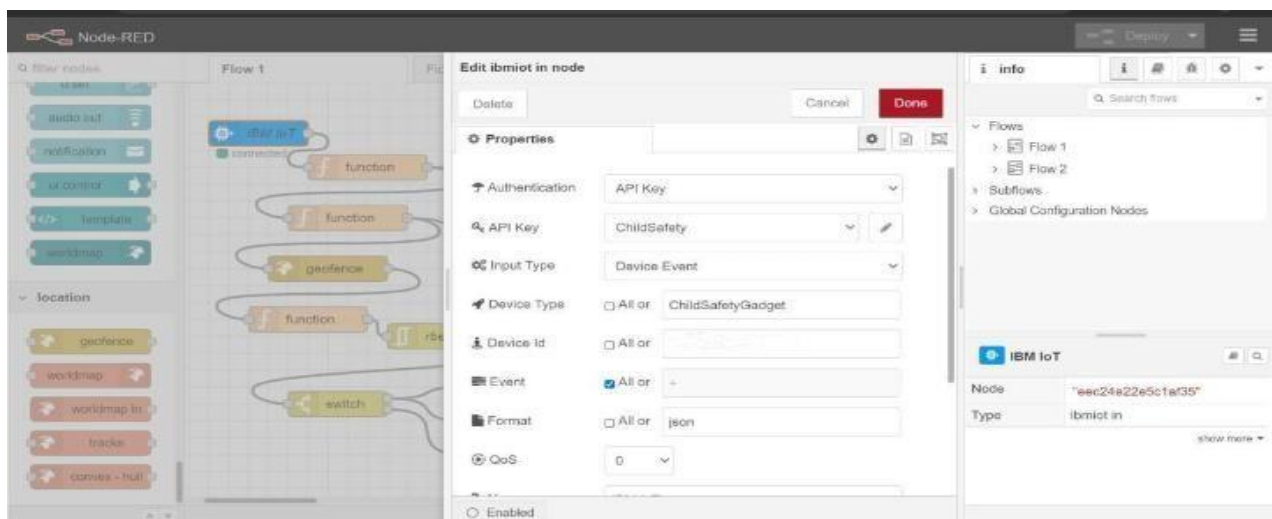 Node-RED
Deploy
filter nodes
audio out
notification
ui control
template
worldmap
location
geofence
worldmap
worldmap in
tracks
convex-hull
Flow 1
IBM IoT
connected
function
function
geofence
function
switch
Edit ibmiot in node
Delete
Cancel
Done
Properties
Authentication
API Key
API Key
ChildSafety
Input Type
Device Event
Device Type
All or
ChildSafetyGadget
Device Id
All or
Event
All or
+
Format
All or
json
QoS
0
Enabled
info
Search flows
Flows
Flow 1
Flow 2
Subflows
Global Configuration Nodes
IBM IoT
Node
"eec24e22e5c1af35"
Type
ibmiot in
show more